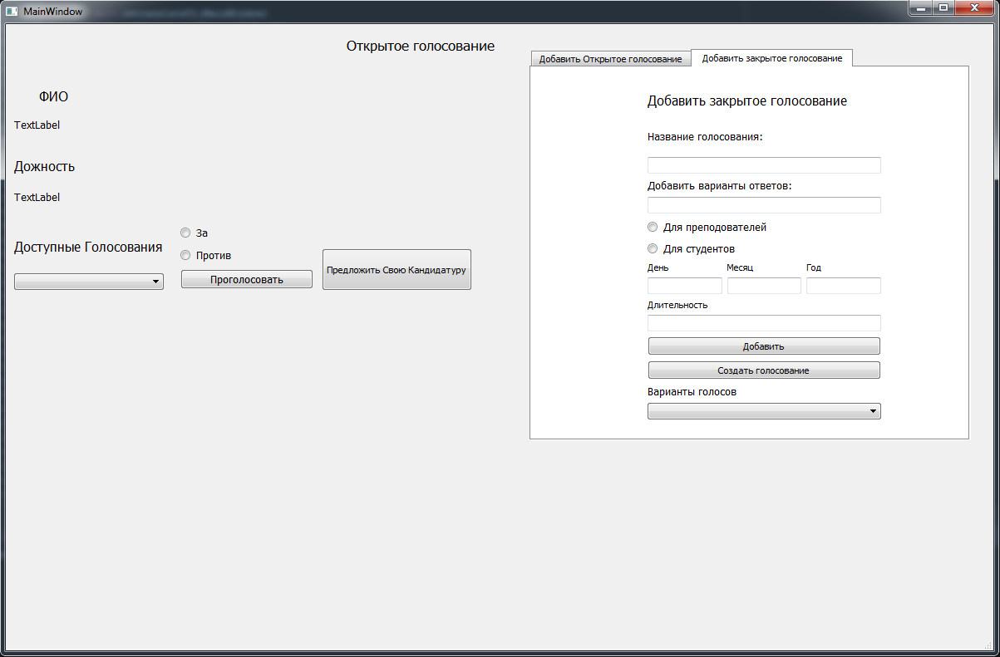 MainWindow
Открытое голосование
ФИО
TextLabel
Дожность
TextLabel
Доступные Голосования
За
Против
Проголосовать
Предложить Свою Кандидатуру
Добавить Открытое голосование
Добавить закрытое голосование
Добавить закрытое голосование
Название голосования:
Добавить варианты ответов:
Для преподователей
Для студентов
День Месяц Год
Длительность
Добавить
Создать голосование
Варианты голосов